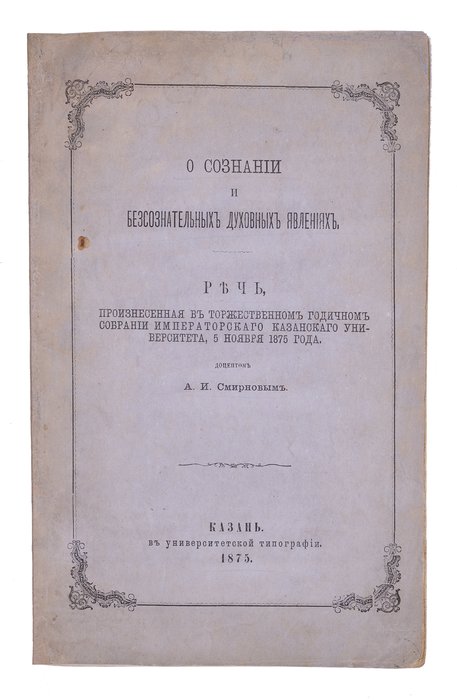 О СОЗНАНІИ
И
БЕЗСОЗНАТЕЛЬНЫХЪ ДУХОВНЫХЪ ЯВЛЕНІЯХЪ.
РѢЧЬ,
ПРОИЗНЕСЕННАЯ ВЪ ТОРЖЕСТВЕННОМЪ ГОДИЧНОМЪ
СОБРАНІИ ИМПЕРАТОРСКАГО КАЗАНСКАГО УНИ-
ВЕРСИТЕТА, 5 НОЯБРЯ 1875 ГОДА.
ДОЦЕНТОМЪ
А. И. Смирновымъ.
КАЗАНЬ.
въ университетской типографіи.
1875.